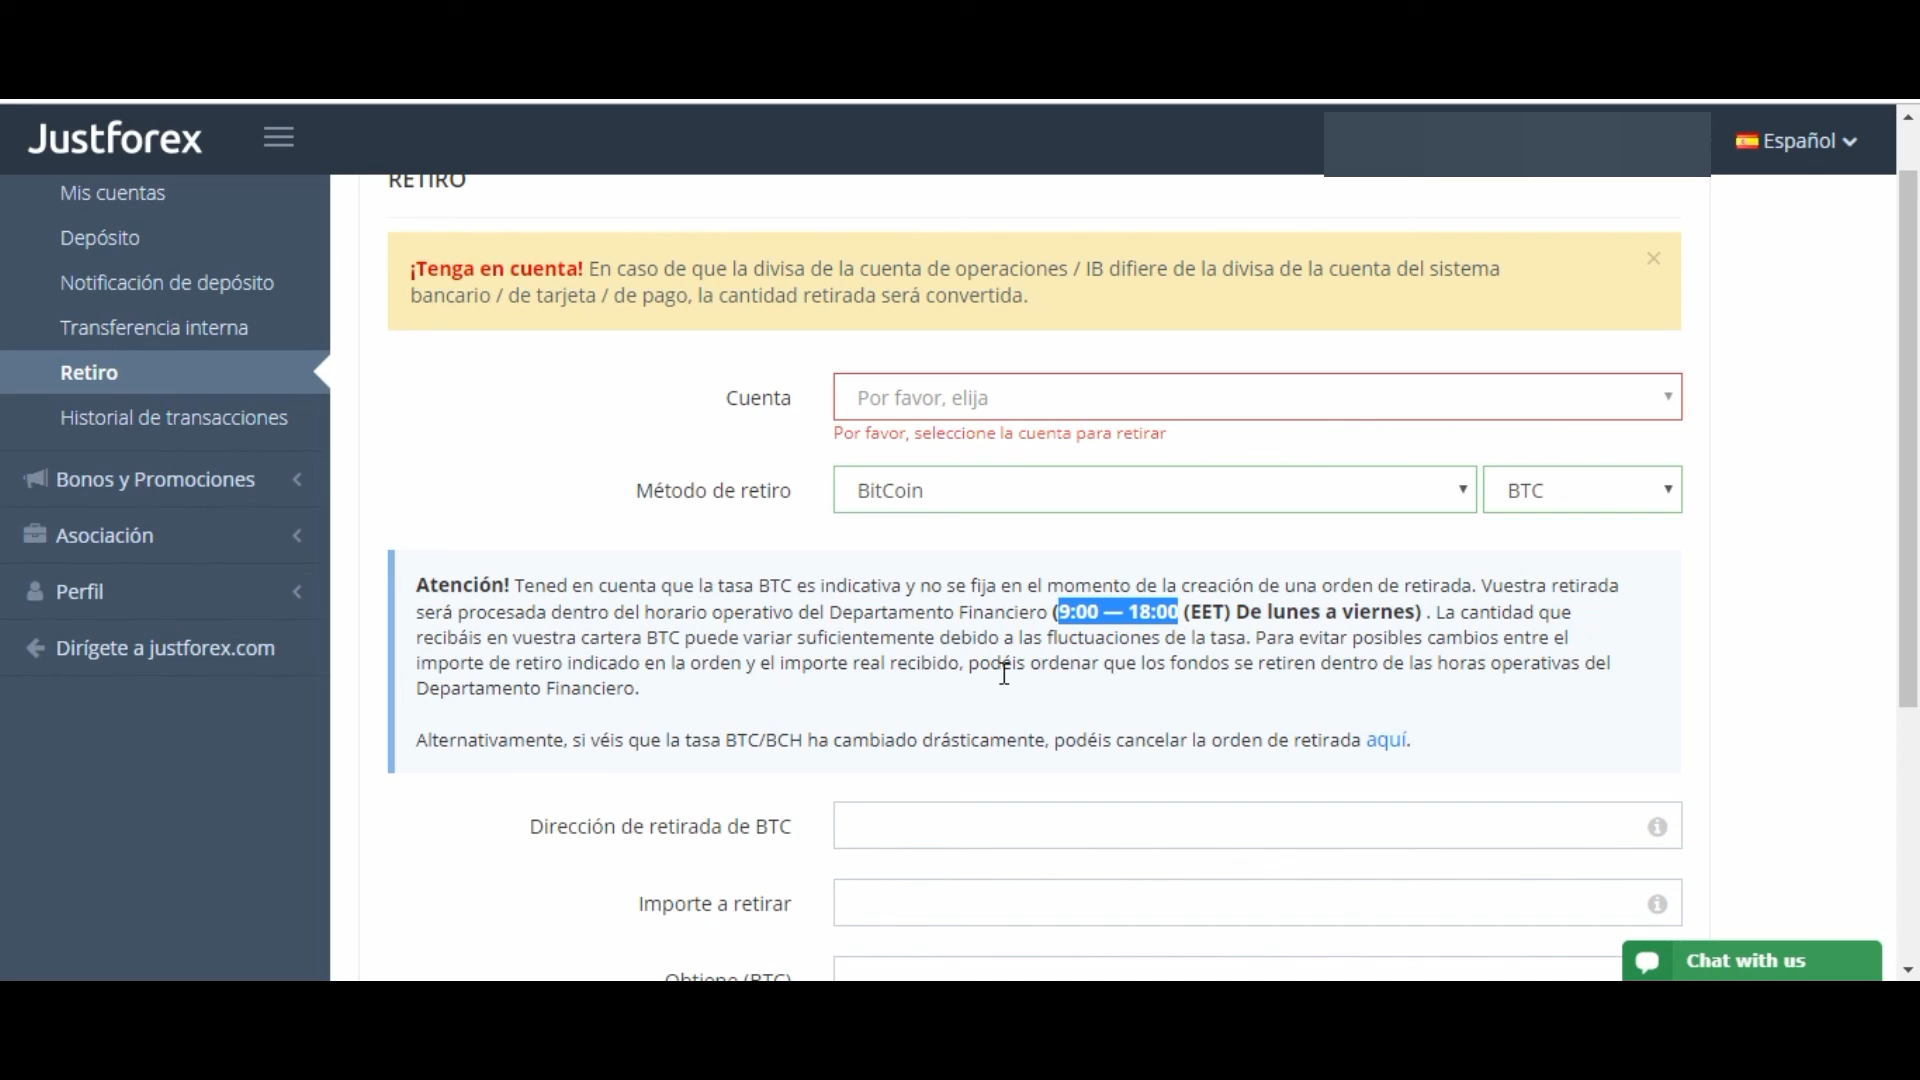 Justforex
Español
Mis cuentas
Depósito
Notificación de depósito
Transferencia interna
Retiro
Historial de transacciones
Bonos y Promociones
Asociación
Perfil
Dirígete a justforex.com
RETIRO
¡Tenga en cuenta! En caso de que la divisa de la cuenta de operaciones / IB difiere de la divisa de la cuenta del sistema
bancario / de tarjeta / de pago, la cantidad retirada será convertida.
Cuenta
Por favor, elija
Por favor, seleccione la cuenta para retirar
Método de retiro
BitCoin
BTC
Atención! Tened en cuenta que la tasa BTC es indicativa y no se fija en el momento de la creación de una orden de retirada. Vuestra retirada
será procesada dentro del horario operativo del Departamento Financiero (9:00 — 18:00 (EET) De lunes a viernes) . La cantidad que
recibáis en vuestra cartera BTC puede variar suficientemente debido a las fluctuaciones de la tasa. Para evitar posibles cambios entre el
importe de retiro indicado en la orden y el importe real recibido, podéis ordenar que los fondos se retiren dentro de las horas operativas del
Departamento Financiero.
Alternativamente, si véis que la tasa BTC/BCH ha cambiado drásticamente, podéis cancelar la orden de retirada aquí.
Dirección de retirada de BTC
Importe a retirar
Obtiene (BTC)
Chat with us